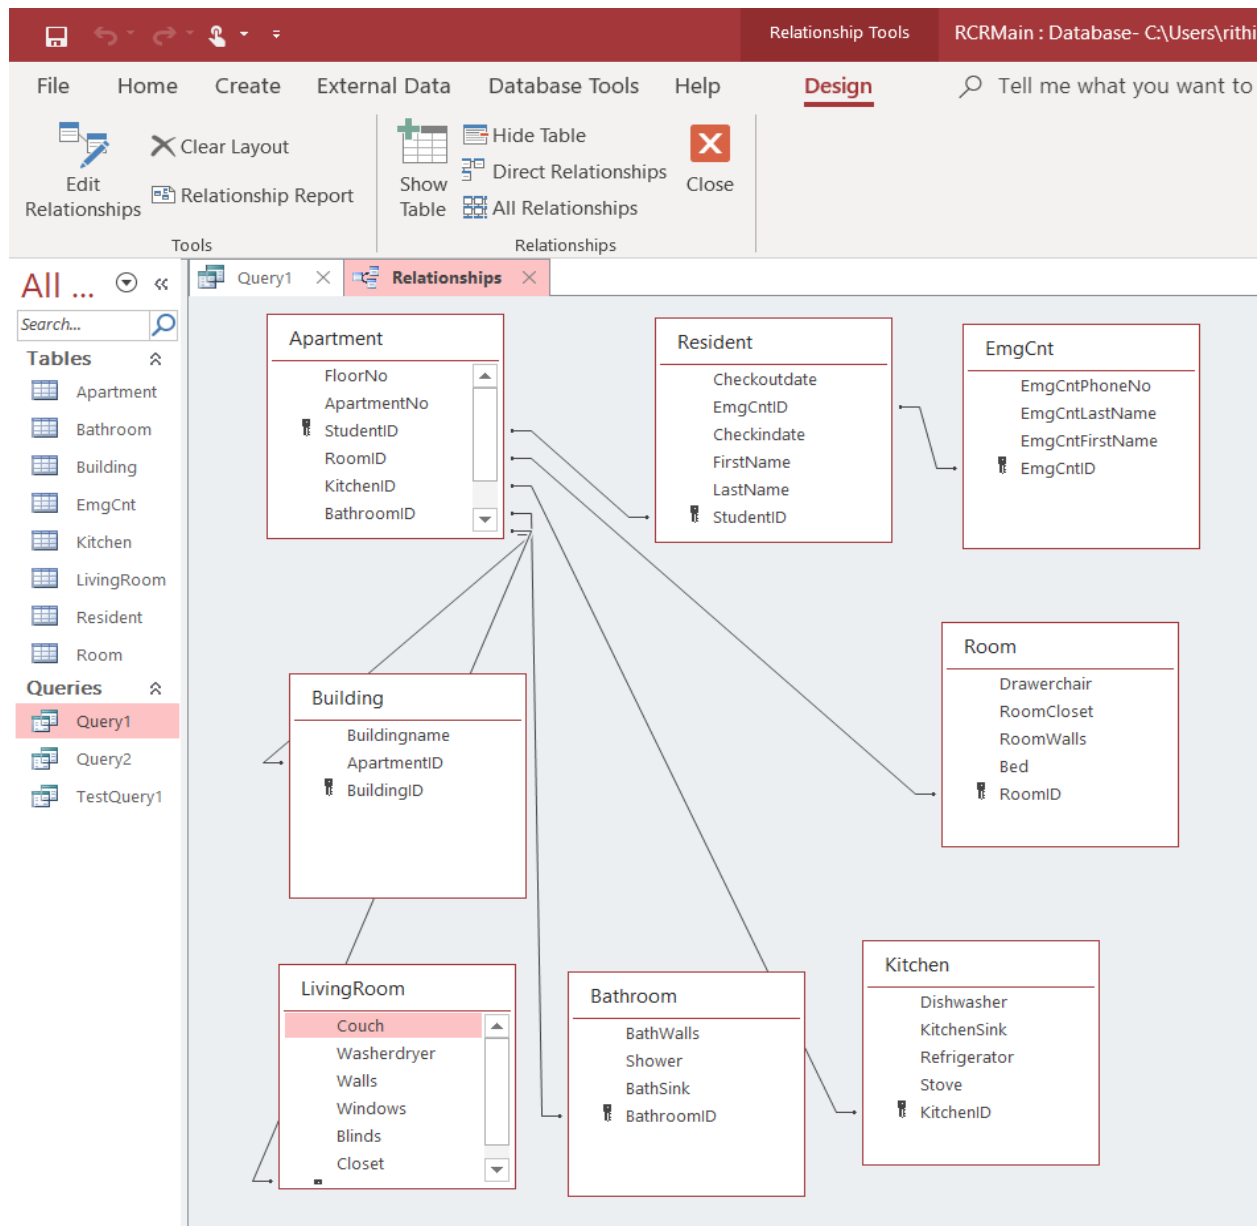 Relationship Tools
RCRMain : Database- C:\Users\rithi
File Home Create External Data Database Tools Help Design Tell me what you want to
Edit Relationships
Clear Layout
Relationship Report
Tools
Show Table
Hide Table
Direct Relationships
All Relationships
Close
Relationships
All ...
Search...
Tables
Apartment
Bathroom
Building
EmgCnt
Kitchen
LivingRoom
Resident
Room
Queries
Query1
Query2
TestQuery1
Query1
Relationships
Apartment
FloorNo
ApartmentNo
StudentID
RoomID
KitchenID
BathroomID
Resident
Checkoutdate
EmgCntID
Checkindate
FirstName
LastName
StudentID
EmgCnt
EmgCntPhoneNo
EmgCntLastName
EmgCntFirstName
EmgCntID
Building
Buildingname
ApartmentID
BuildingID
Room
Drawerchair
RoomCloset
RoomWalls
Bed
RoomID
LivingRoom
Couch
Washerdryer
Walls
Windows
Blinds
Closet
Bathroom
BathWalls
Shower
BathSink
BathroomID
Kitchen
Dishwasher
KitchenSink
Refrigerator
Stove
KitchenID